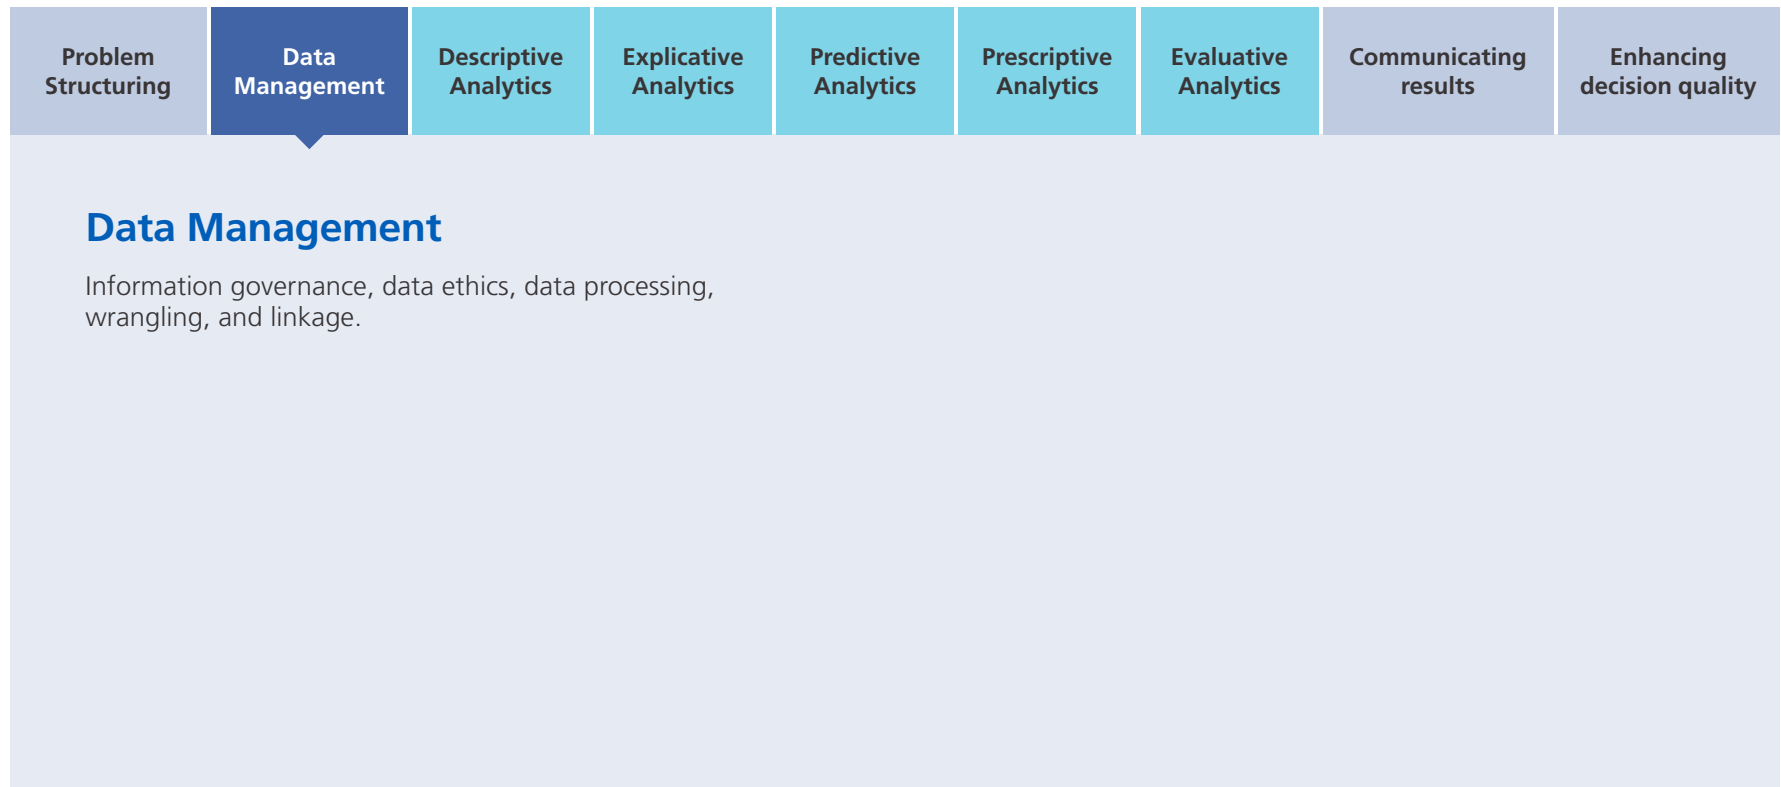 Problem
Structuring
Data
Management
Descriptive
Analytics
Explicative
Analytics
Predictive
Analytics
Prescriptive
Analytics
Evaluative
Analytics
Communicating
results
Enhancing
decision quality
Data Management
Information governance, data ethics, data processing,
wrangling, and linkage.